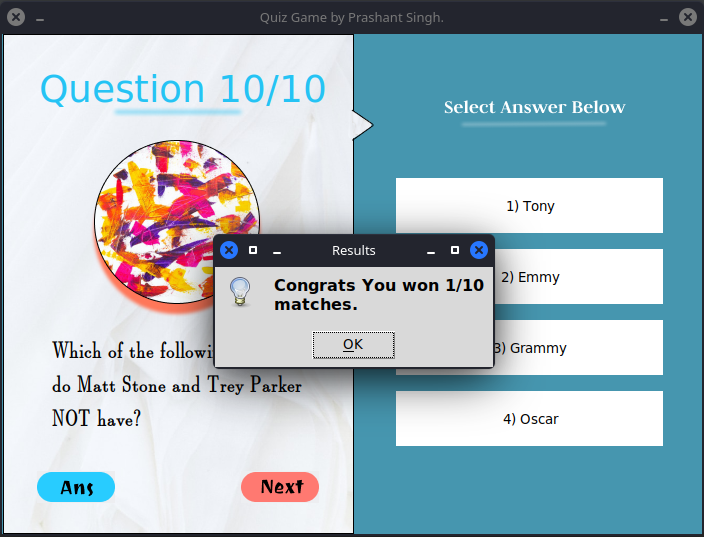 Quiz Game by Prashant Singh.
Question 10/10
Which of the
do Matt Stone and Trey Parker
NOT have?
Ans
Next
Select Answer Below
1) Tony
2) Emmy
3) Grammy
4) Oscar
Results
Congrats You won 1/10
matches.
OK